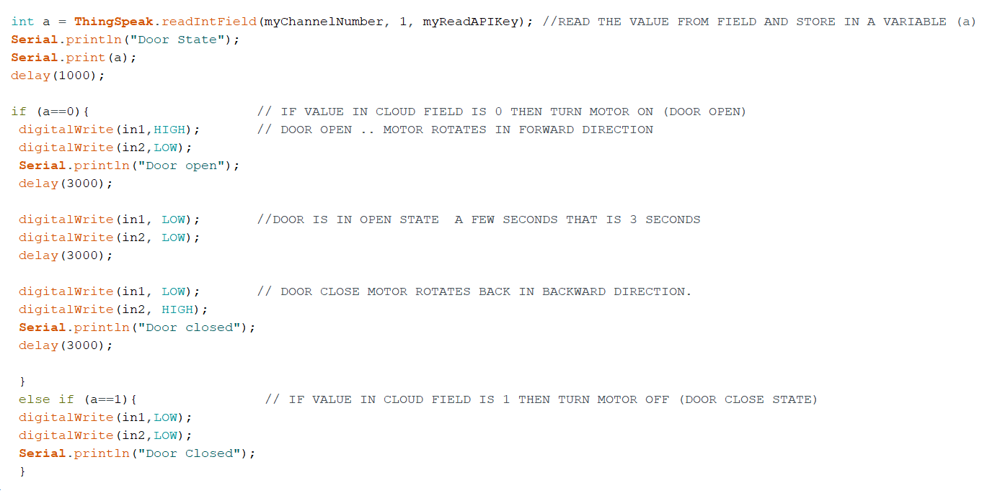 int a = ThingSpeak.readIntField(myChannelNumber, 1, myReadAPIKey); //READ THE VALUE FROM FIELD AND STORE IN A VARIABLE (a)
Serial.println("Door State");
Serial.print(a);
delay(1000);
if (a==0){ // IF VALUE IN CLOUD FIELD IS 0 THEN TURN MOTOR ON (DOOR OPEN)
digitalWrite(in1,HIGH); // DOOR OPEN .. MOTOR ROTATES IN FORWARD DIRECTION
digitalWrite(in2,LOW);
Serial.println("Door open");
delay(3000);
digitalWrite(in1, LOW); //DOOR IS IN OPEN STATE  A FEW SECONDS THAT IS 3 SECONDS
digitalWrite(in2, LOW);
delay(3000);
digitalWrite(in1, LOW); // DOOR CLOSE MOTOR ROTATES BACK IN BACKWARD DIRECTION.
digitalWrite(in2, HIGH);
Serial.println("Door closed");
delay(3000);
}
else if (a==1){ // IF VALUE IN CLOUD FIELD IS 1 THEN TURN MOTOR OFF (DOOR CLOSE STATE)
digitalWrite(in1,LOW);
digitalWrite(in2,LOW);
Serial.println("Door Closed");
}